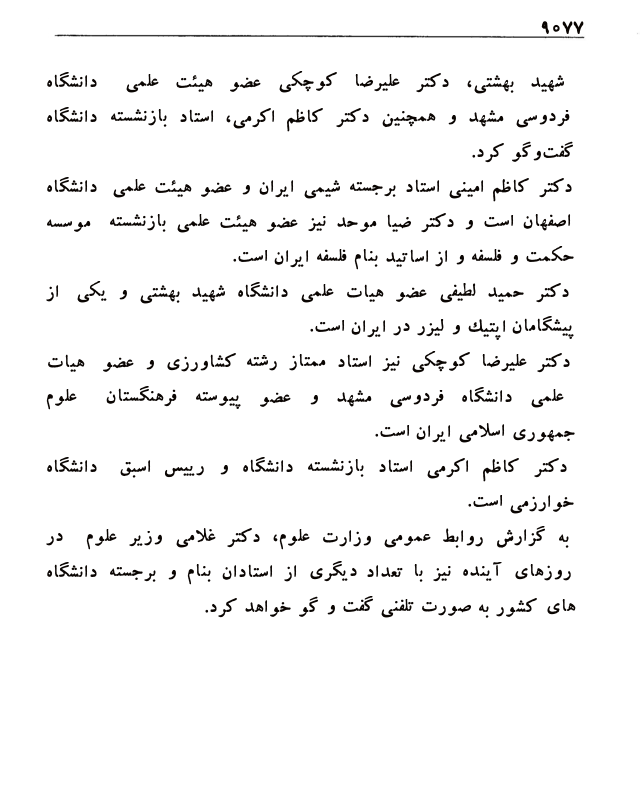 ۹۰۷۷
شهید بهشتی، دکتر علیرضا کوچکی عضو هیئت علمی دانشگاه
فردوسی مشهد و همچنین دکتر کاظم اکرمی، استاد بازنشسته دانشگاه
گفت‌وگو کرد.
دکتر کاظم امینی استاد برجسته شیمی ایران و عضو هیئت علمی دانشگاه
اصفهان است و دکتر ضیا موحد نیز عضو هیئت علمی بازنشسته موسسه
حکمت و فلسفه و از اساتید بنام فلسفه ایران است.
دکتر حمید لطیفی عضو هیات علمی دانشگاه شهید بهشتی و یکی از
پیشگامان اپتیك و لیزر در ایران است.
دکتر علیرضا کوچکی نیز استاد ممتاز رشته کشاورزی و عضو هیات
علمی دانشگاه فردوسی مشهد و عضو پیوسته فرهنگستان علوم
جمهوری اسلامی ایران است.
دکتر کاظم اکرمی استاد بازنشسته دانشگاه و رییس اسبق دانشگاه
خوارزمی است.
به گزارش روابط عمومی وزارت علوم، دکتر غلامی وزیر علوم در
روزهای آینده نیز با تعداد دیگری از استادان بنام و برجسته دانشگاه
های کشور به صورت تلفنی گفت و گو خواهد کرد.